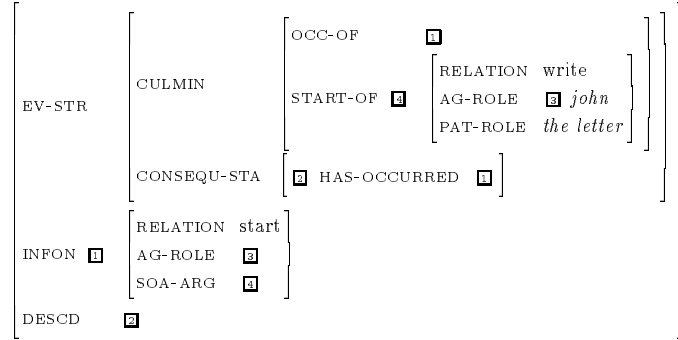 OCC-OF 1
RELATION write
CULMIN
START-OF 4 AG-ROLE 3 john
EV-STR
PAT-ROLE the letter
CONSEQU-STA 2 HAS-OCCURRED 1
RELATION start
INFON 1 AG-ROLE 3
SOA-ARG 4
DESCD 2